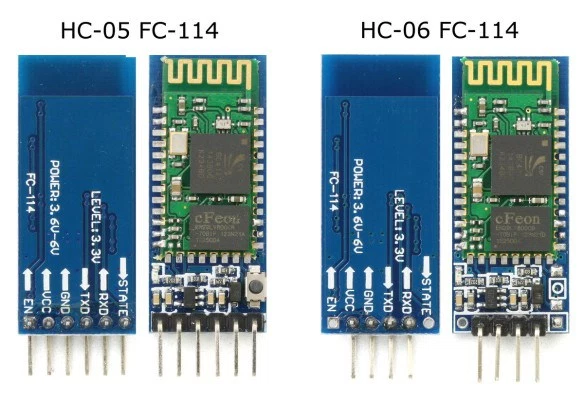 HC-05 FC-114
HC-06 FC-114
FC-114
POWER:3.6V-6V
LEVEL:3.3V
EN
VCC
GND
TXD
RXD
STATE
cFeon
FC-114
POWER:3.6V-6V
LEVEL:3.3V
EN
VCC
GND
TXD
RXD
STATE
cFeon